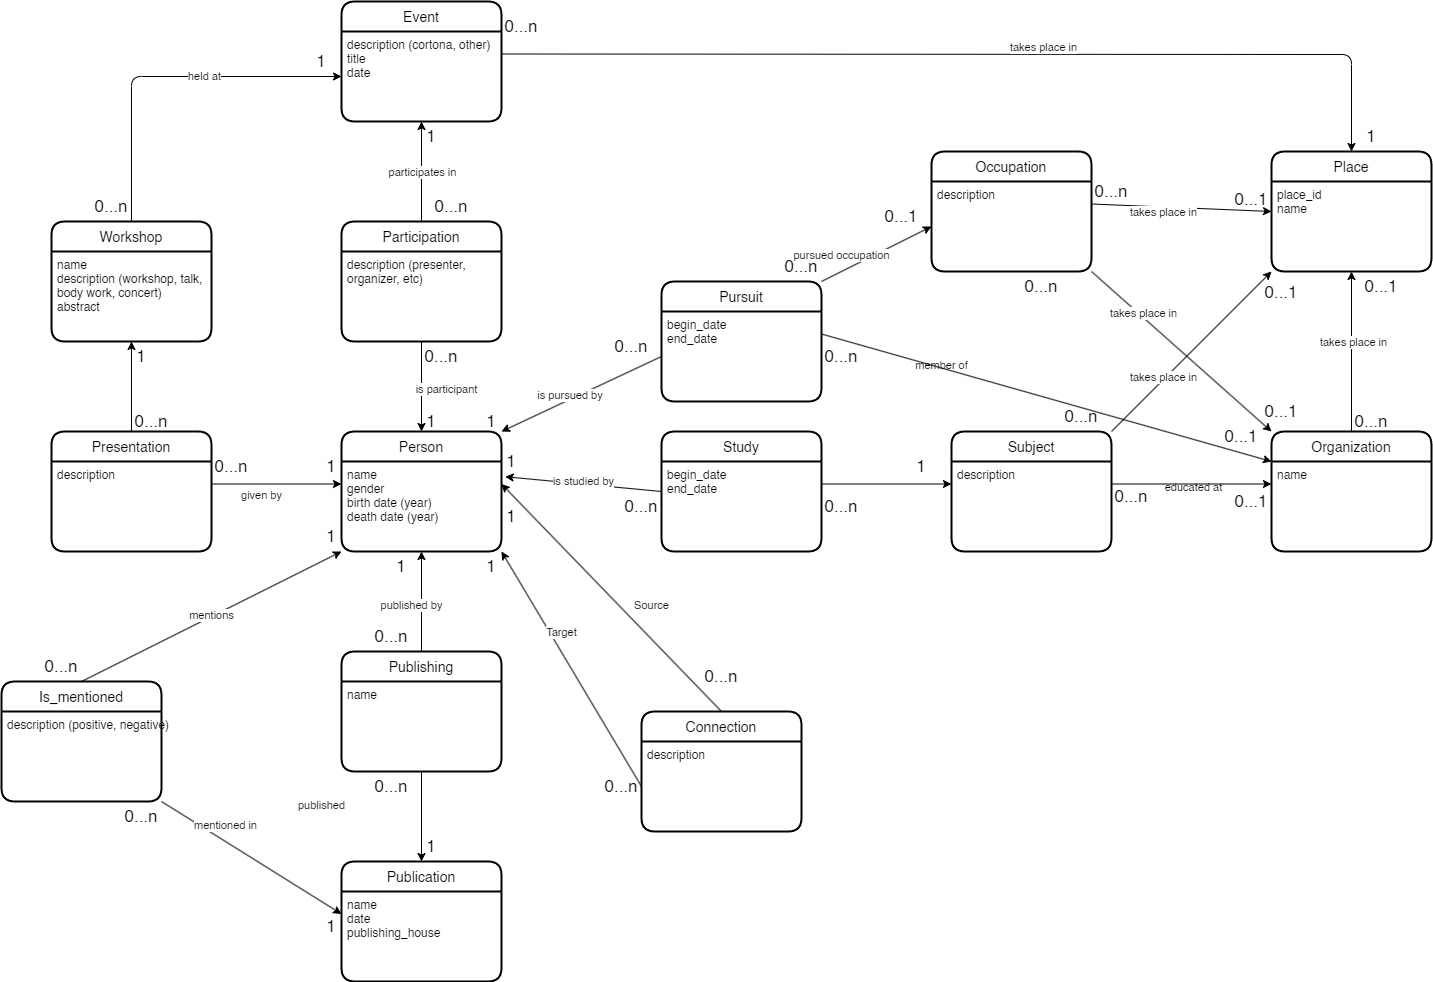 Event
0...n
description (cortona, other)
title
date
takes place in
1
held at
1
1
participates in
0...n
0...n
Occupation
description
0...n
takes place in
0...1
Place
place_id
name
0...1
pursued occupation
0...n
Workshop
name
description (workshop, talk,
body work, concert)
abstract
Participation
description (presenter,
organizer, etc)
Pursuit
begin_date
end_date
0...n
0...1
0...1
takes place in
takes place in
1
0...n
0...n
0...n
is participant
is pursued by
member of
takes place in
0...n
1
1
0...n
0...1
0...1
0...n
Presentation
description
0...n
given by
1
Person
name
gender
birth date (year)
death date (year)
1
is studied by
0...n
1
Study
begin_date
end_date
0...n
1
Subject
description
0...n
educated at
0...1
Organization
name
1
1
1
mentions
published by
Source
Target
0...n
0...n
0...n
Is_mentioned
description (positive, negative)
Publishing
name
Connection
description
0...n
0...n
0...n
published
mentioned in
1
Publication
name
date
publishing_house
1